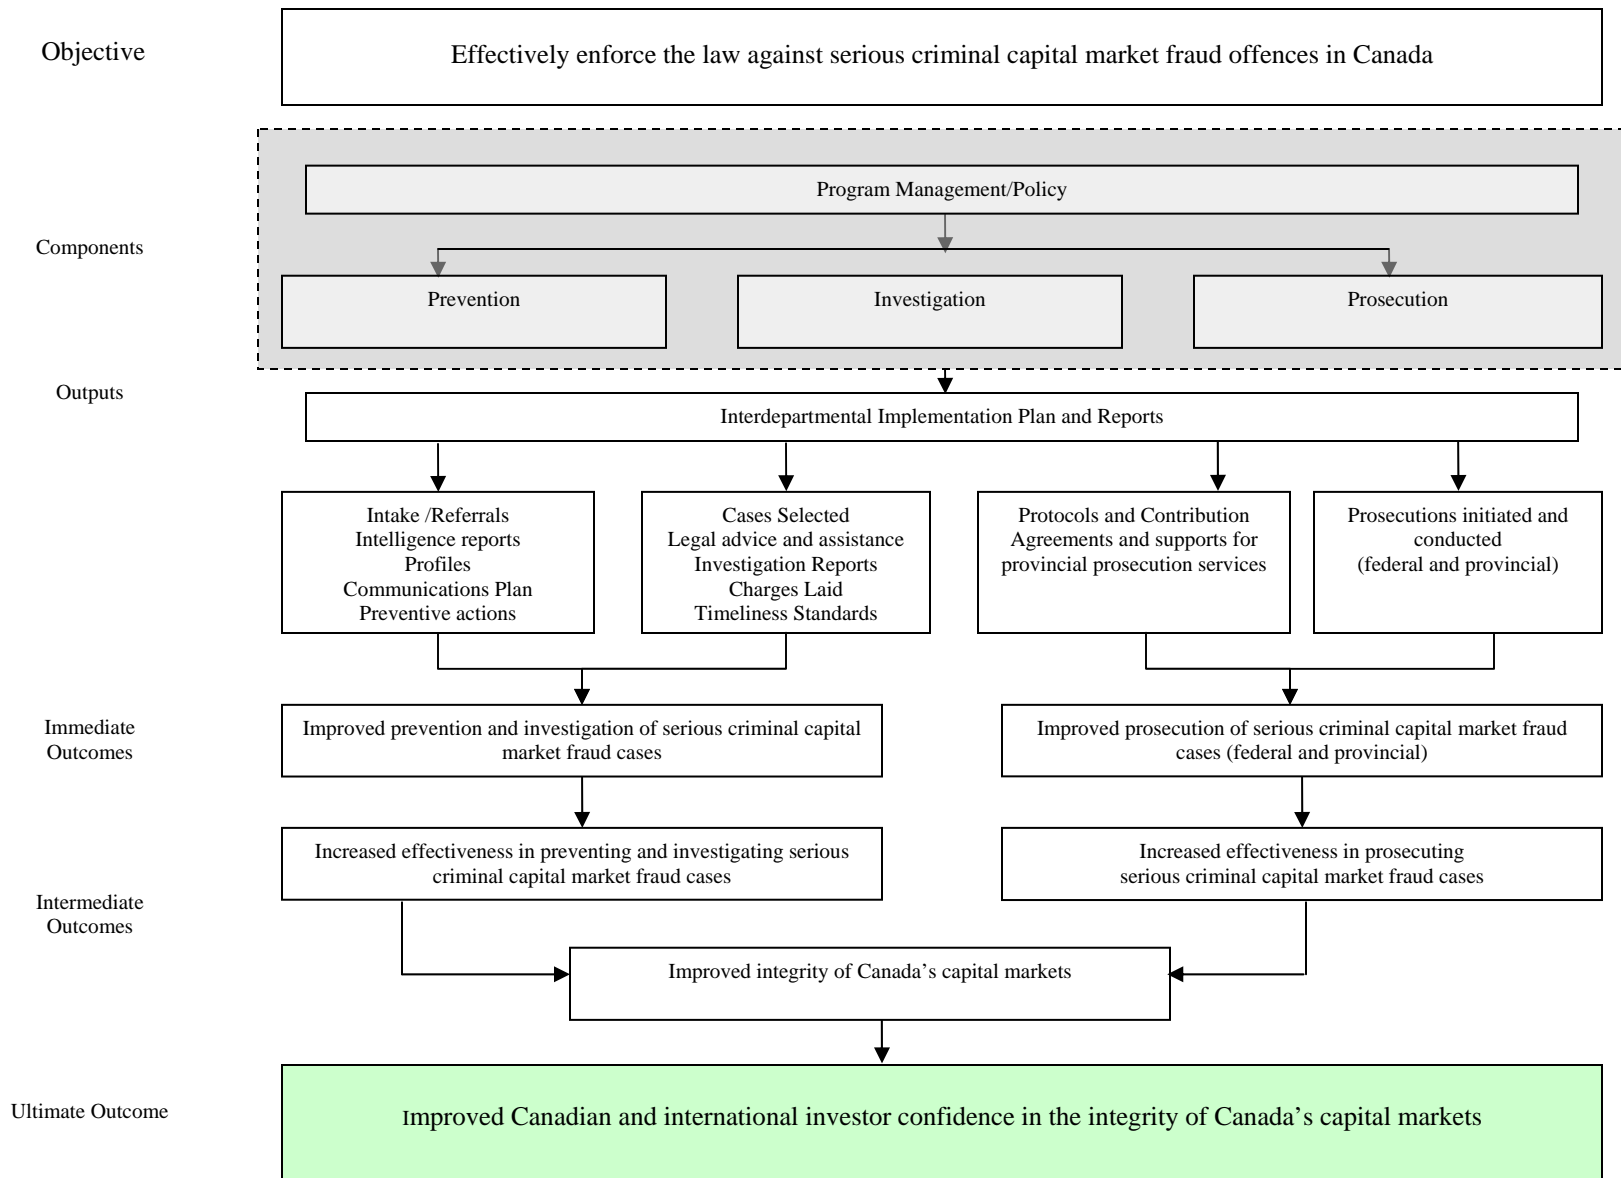 Objective
Effectively enforce the law against serious criminal capital market fraud offences in Canada
Components
Program Management/Policy
Prevention
Investigation
Prosecution
Outputs
Interdepartmental Implementation Plan and Reports
Intake /Referrals
Intelligence reports
Profiles
Communications Plan
Preventive actions
Cases Selected
Legal advice and assistance
Investigation Reports
Charges Laid
Timeliness Standards
Protocols and Contribution
Agreements and supports for
provincial prosecution services
Prosecutions initiated and
conducted
(federal and provincial)
Immediate
Outcomes
Improved prevention and investigation of serious criminal capital
market fraud cases
Improved prosecution of serious criminal capital market fraud
cases (federal and provincial)
Intermediate
Outcomes
Increased effectiveness in preventing and investigating serious
criminal capital market fraud cases
Increased effectiveness in prosecuting
serious criminal capital market fraud cases
Improved integrity of Canada’s capital markets
Ultimate Outcome
Improved Canadian and international investor confidence in the integrity of Canada’s capital markets